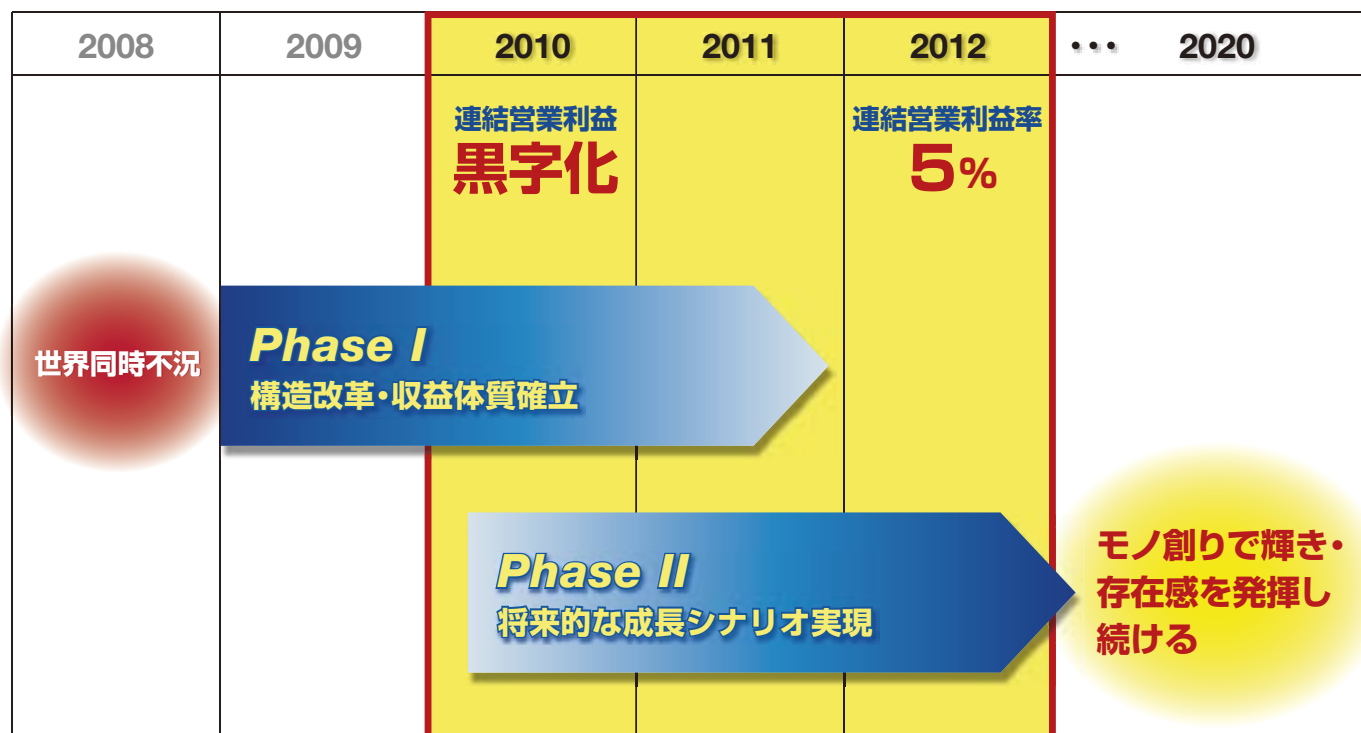 2008 2009 2010 2011 2012 ・・・ 2020
連結営業利益
黒字化
連結営業利益率
5%
世界同時不況
Phase I
構造改革・収益体質確立
Phase II
将来的な成長シナリオ実現
モノ創りで輝き・
存在感を発揮し
続ける